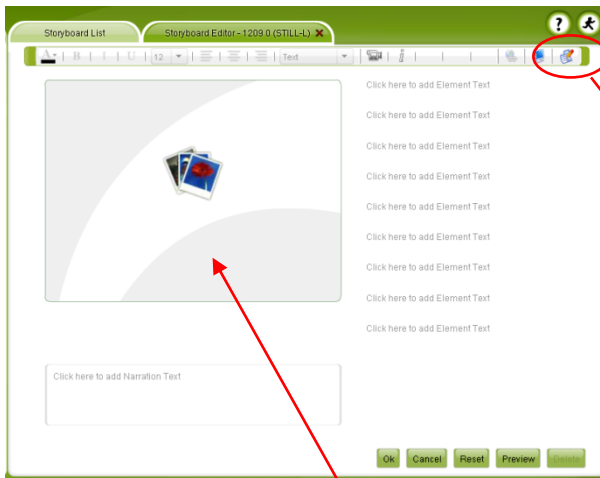 Storyboard List Storyboard Editor - 1209.0 (STILL-L) ?
A B I U 12 Text i
Click here to add Element Text
Click here to add Element Text
Click here to add Element Text
Click here to add Element Text
Click here to add Element Text
Click here to add Element Text
Click here to add Element Text
Click here to add Element Text
Click here to add Element Text
Click here to add Narration Text
Ok Cancel Reset Preview Delete